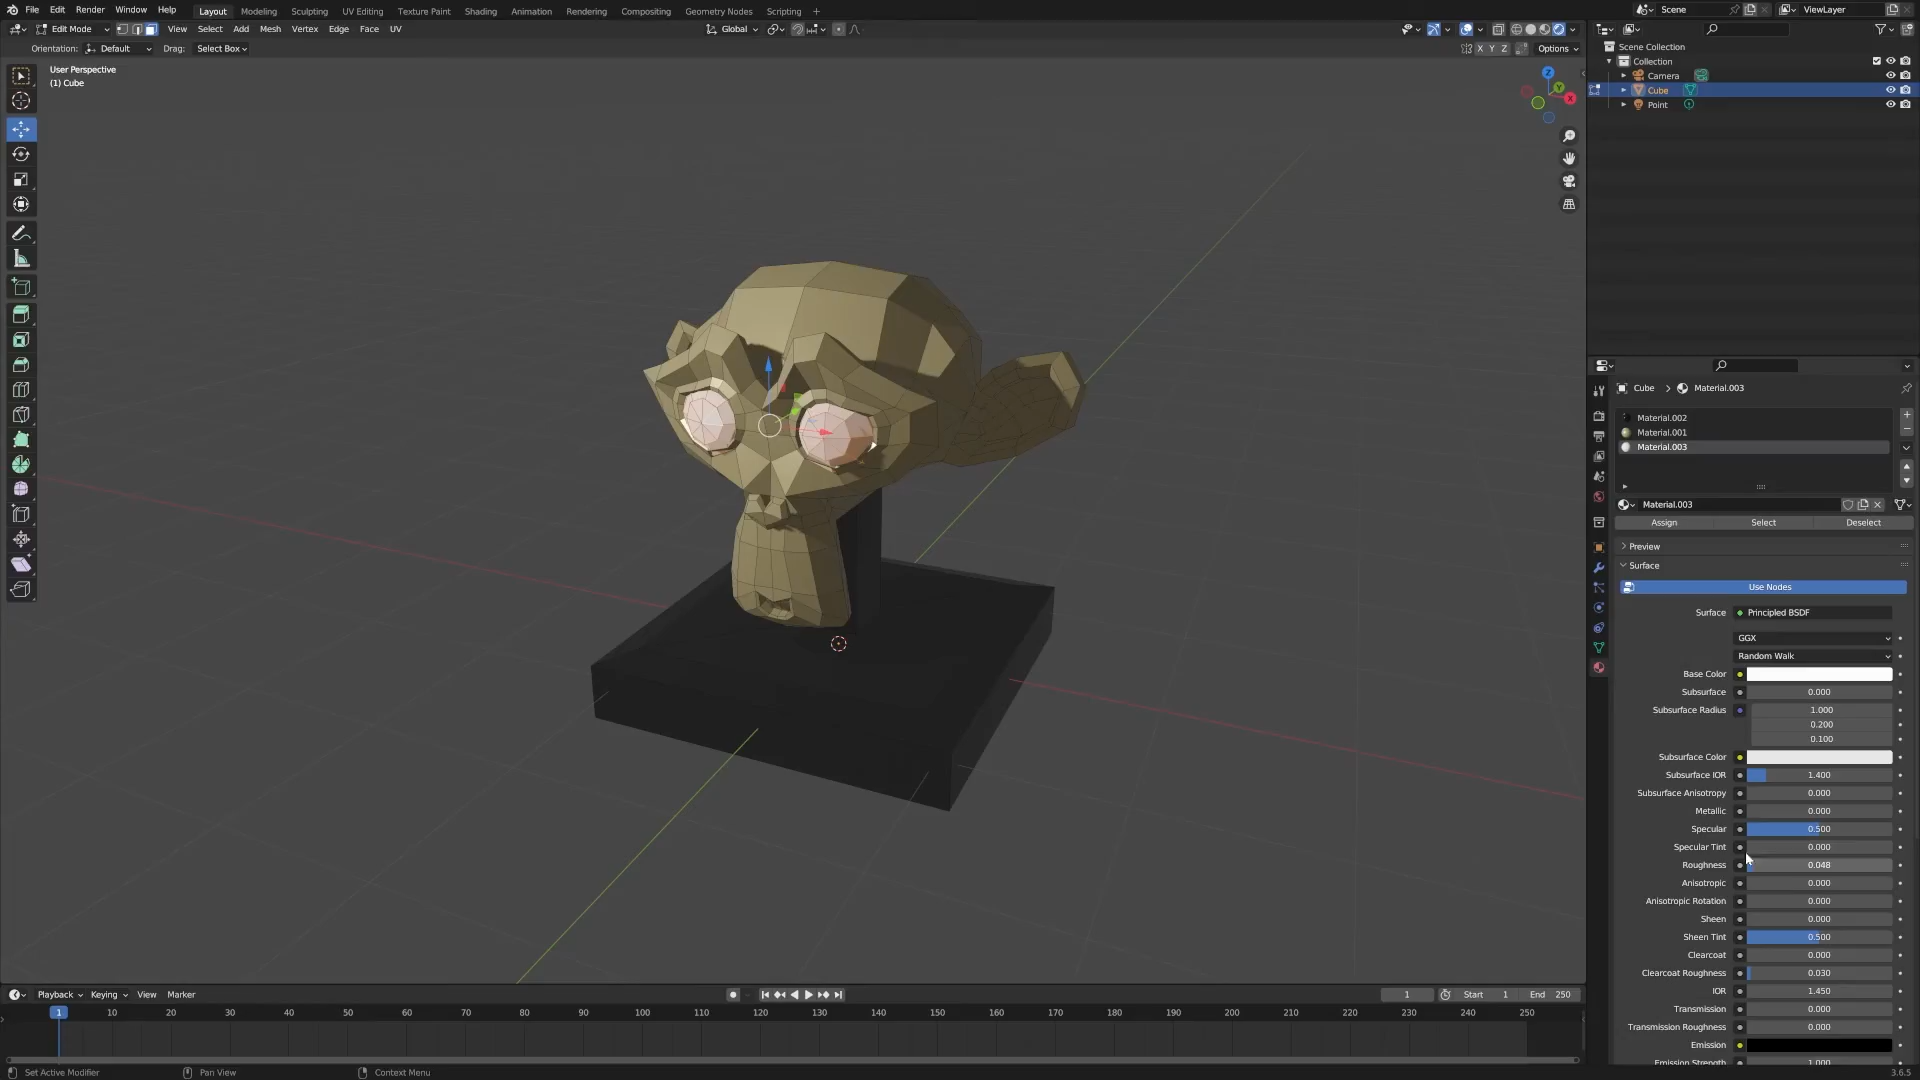 File Edit Render Window Help Layout Modeling Sculpting UV Editing Texture Paint Shading Animation Rendering Compositing Geometry Nodes Scripting + Scene ViewLayer
Edit Mode View Select Add Mesh Vertex Edge Face UV Global
Orientation: Default Drag: Select Box X Y Z Options
User Perspective
(1) Cube
Z
Y
X
Scene Collection
Collection
Camera
Cube
Point
Cube > Material.003
Material.002
Material.001
Material.003
Material.003
Assign Select Deselect
Preview
Surface
Use Nodes
Surface Principled BSDF
GGX
Random Walk
Base Color
Subsurface 0.000
Subsurface Radius 1.000
0.200
0.100
Subsurface Color
Subsurface IOR 1.400
Subsurface Anisotropy 0.000
Metallic 0.000
Specular 0.500
Specular Tint 0.000
Roughness 0.048
Anisotropic 0.000
Anisotropic Rotation 0.000
Sheen 0.000
Sheen Tint 0.500
Clearcoat 0.000
Clearcoat Roughness 0.030
IOR 1.450
Transmission 0.000
Transmission Roughness 0.000
Emission
Emission Strength 1.000
Playback Keying View Marker 1 Start 1 End 250
1 10 20 30 40 50 60 70 80 90 100 110 120 130 140 150 160 170 180 190 200 210 220 230 240 250
Set Active Modifier Pan View Context Menu 3.6.5